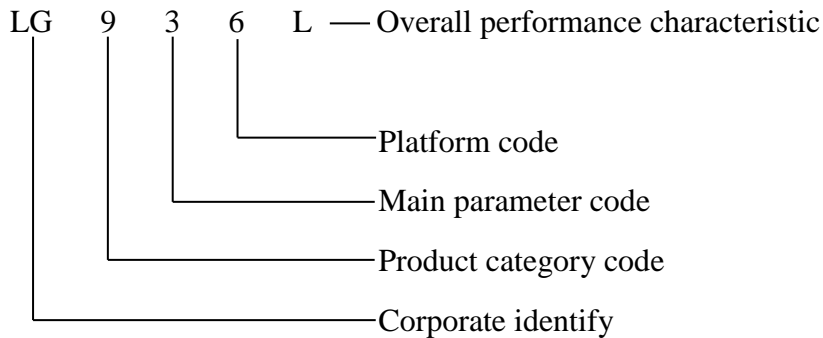 LG 9 3 6 L — Overall performance characteristic
Platform code
Main parameter code
Product category code
Corporate identify